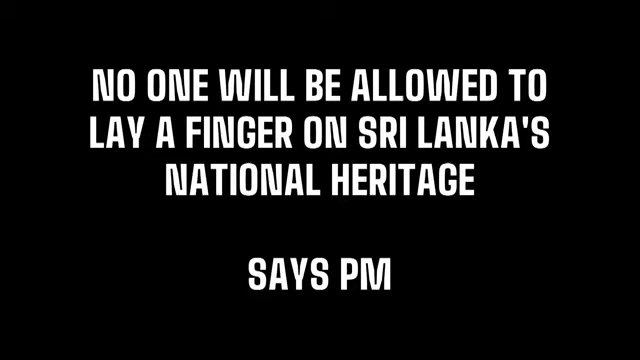 NO ONE WILL BE ALLOWED TO
LAY A FINGER ON SRI LANKA'S
NATIONAL HERITAGE
SAYS PM